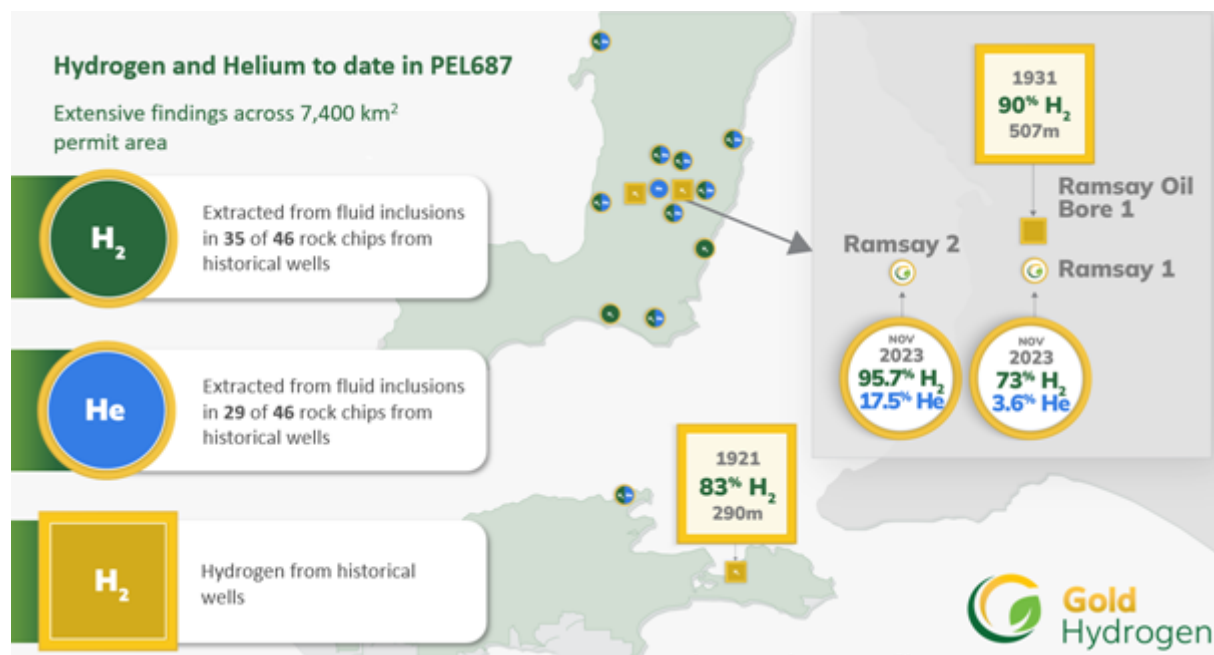 Hydrogen and Helium to date in PEL687
Extensive findings across 7,400 km²
permit area
H₂
Extracted from fluid inclusions
in 35 of 46 rock chips from
historical wells
He
Extracted from fluid inclusions
in 29 of 46 rock chips from
historical wells
H₂
Hydrogen from historical
wells
1921
83% H₂
290m
1931
90% H₂
507m
Ramsay Oil
Bore 1
Ramsay 2
Ramsay 1
NOV
2023
95.7% H₂
17.5% He
NOV
2023
73% H₂
3.6% He
Gold
Hydrogen